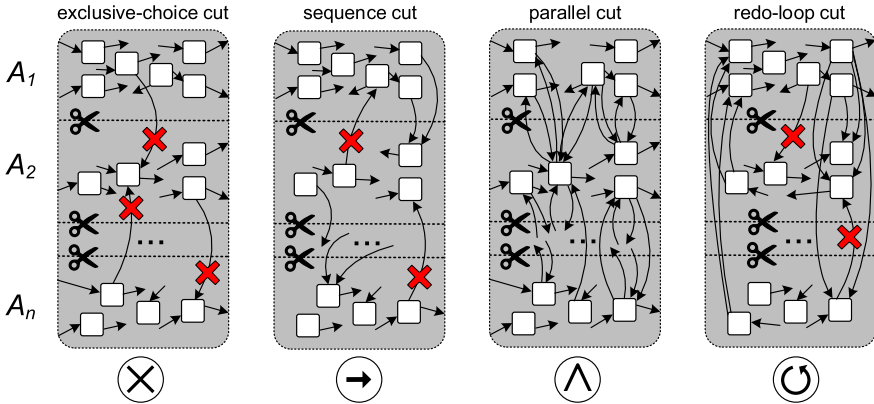 exclusive-choice cut sequence cut parallel cut redo-loop cut
A1
A2
...
...
...
...
An